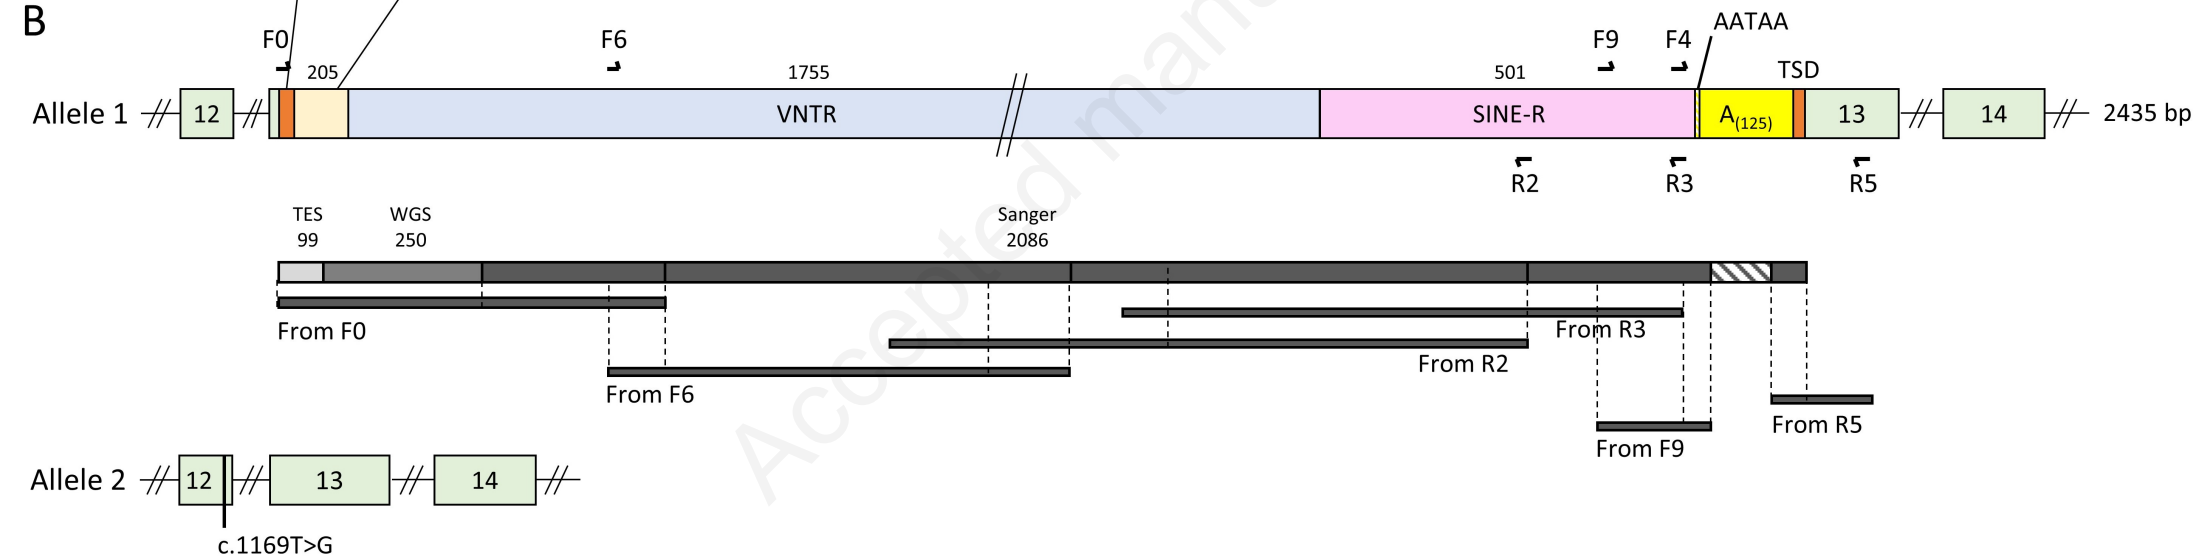 B
AATAA
F0 F6 F9 F4
205 1755 501 TSD
Allele 1 12 VNTR SINE-R A(125) 13 14 2435 bp
R2 R3 R5
TES WGS Sanger
99 250 2086
From F0 From R3
From R2
From F6 From R5
From F9
Allele 2 12 13 14
c.1169T>G
Accepted manu